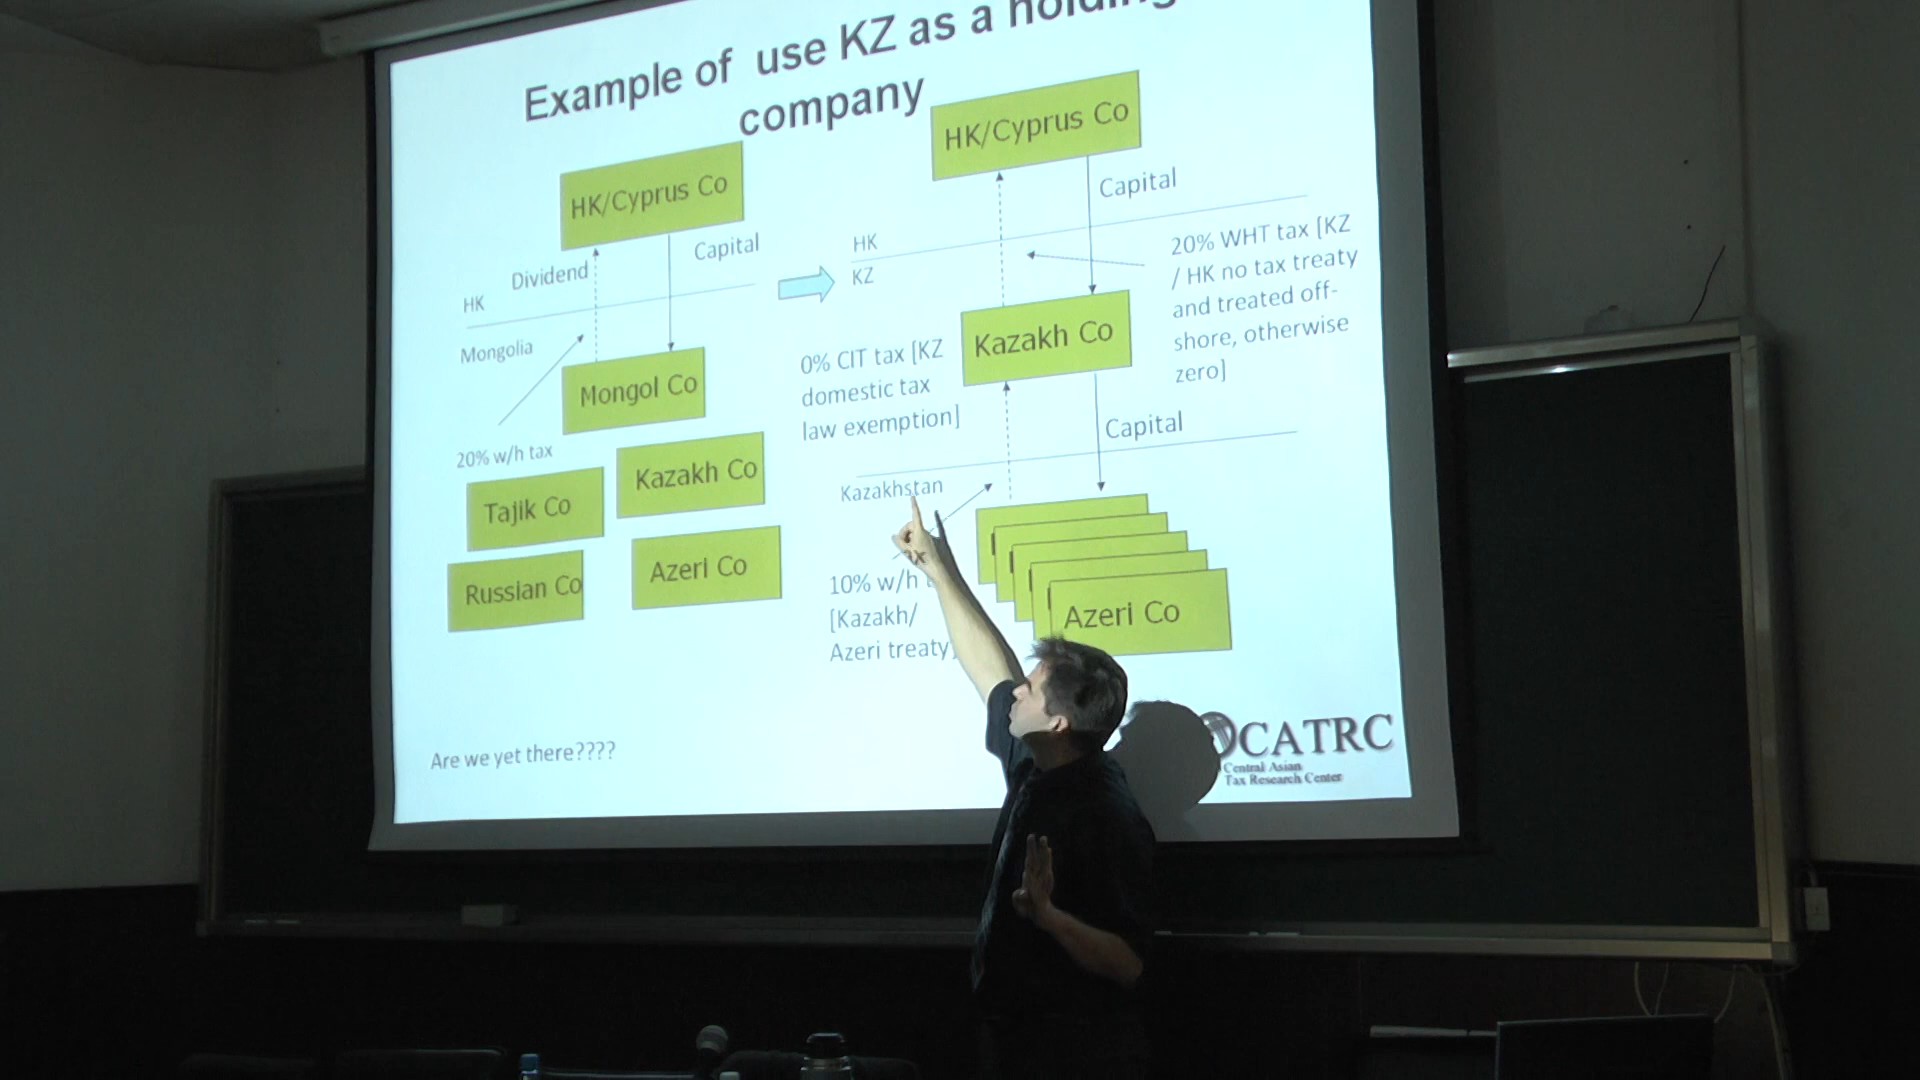 Example of use KZ as a holding
company
HK/Cyprus Co
Dividend
Capital
HK
Mongolia
Mongol Co
20% w/h tax
Tajik Co
Kazakh Co
Russian Co
Azeri Co
Are we yet there????
HK/Cyprus Co
Capital
HK
KZ
20% WHT tax [KZ
/ HK no tax treaty
and treated off-
shore, otherwise
zero]
0% CIT tax [KZ
domestic tax
law exemption]
Kazakh Co
Capital
Kazakhstan
10% w/h
[Kazakh/
Azeri treaty]
Azeri Co
CATRC
Central Asian
Tax Research Center